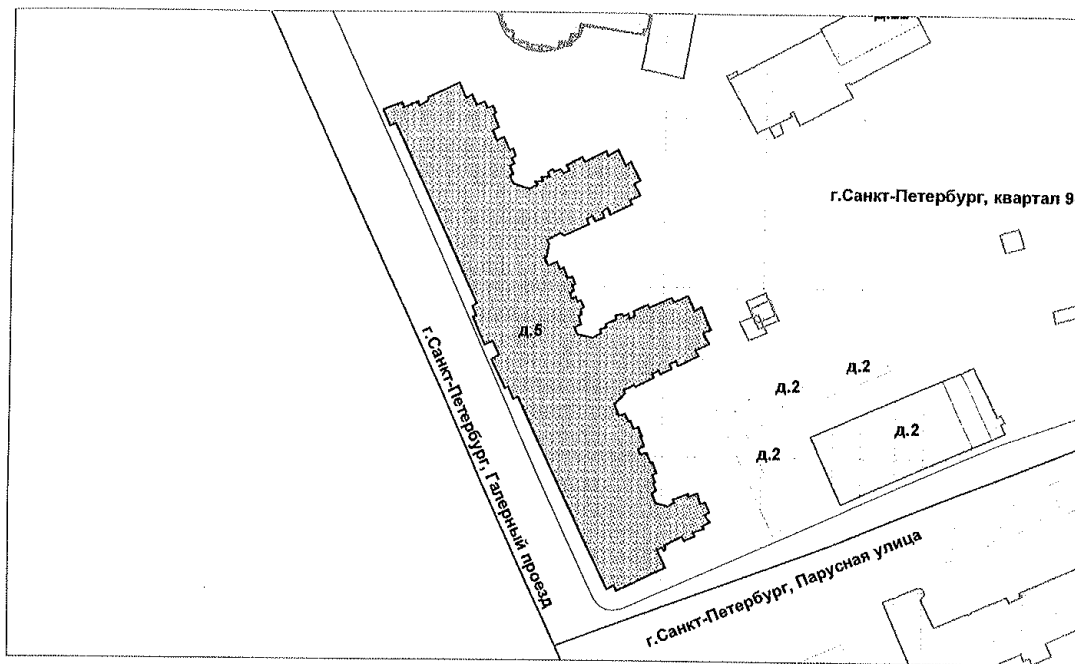 г.Санкт-Петербург, квартал 9
д.5
г.Санкт-Петербург, Галерный проезд
д.2
д.2
д.2
д.2
г.Санкт-Петербург, Парусная улица